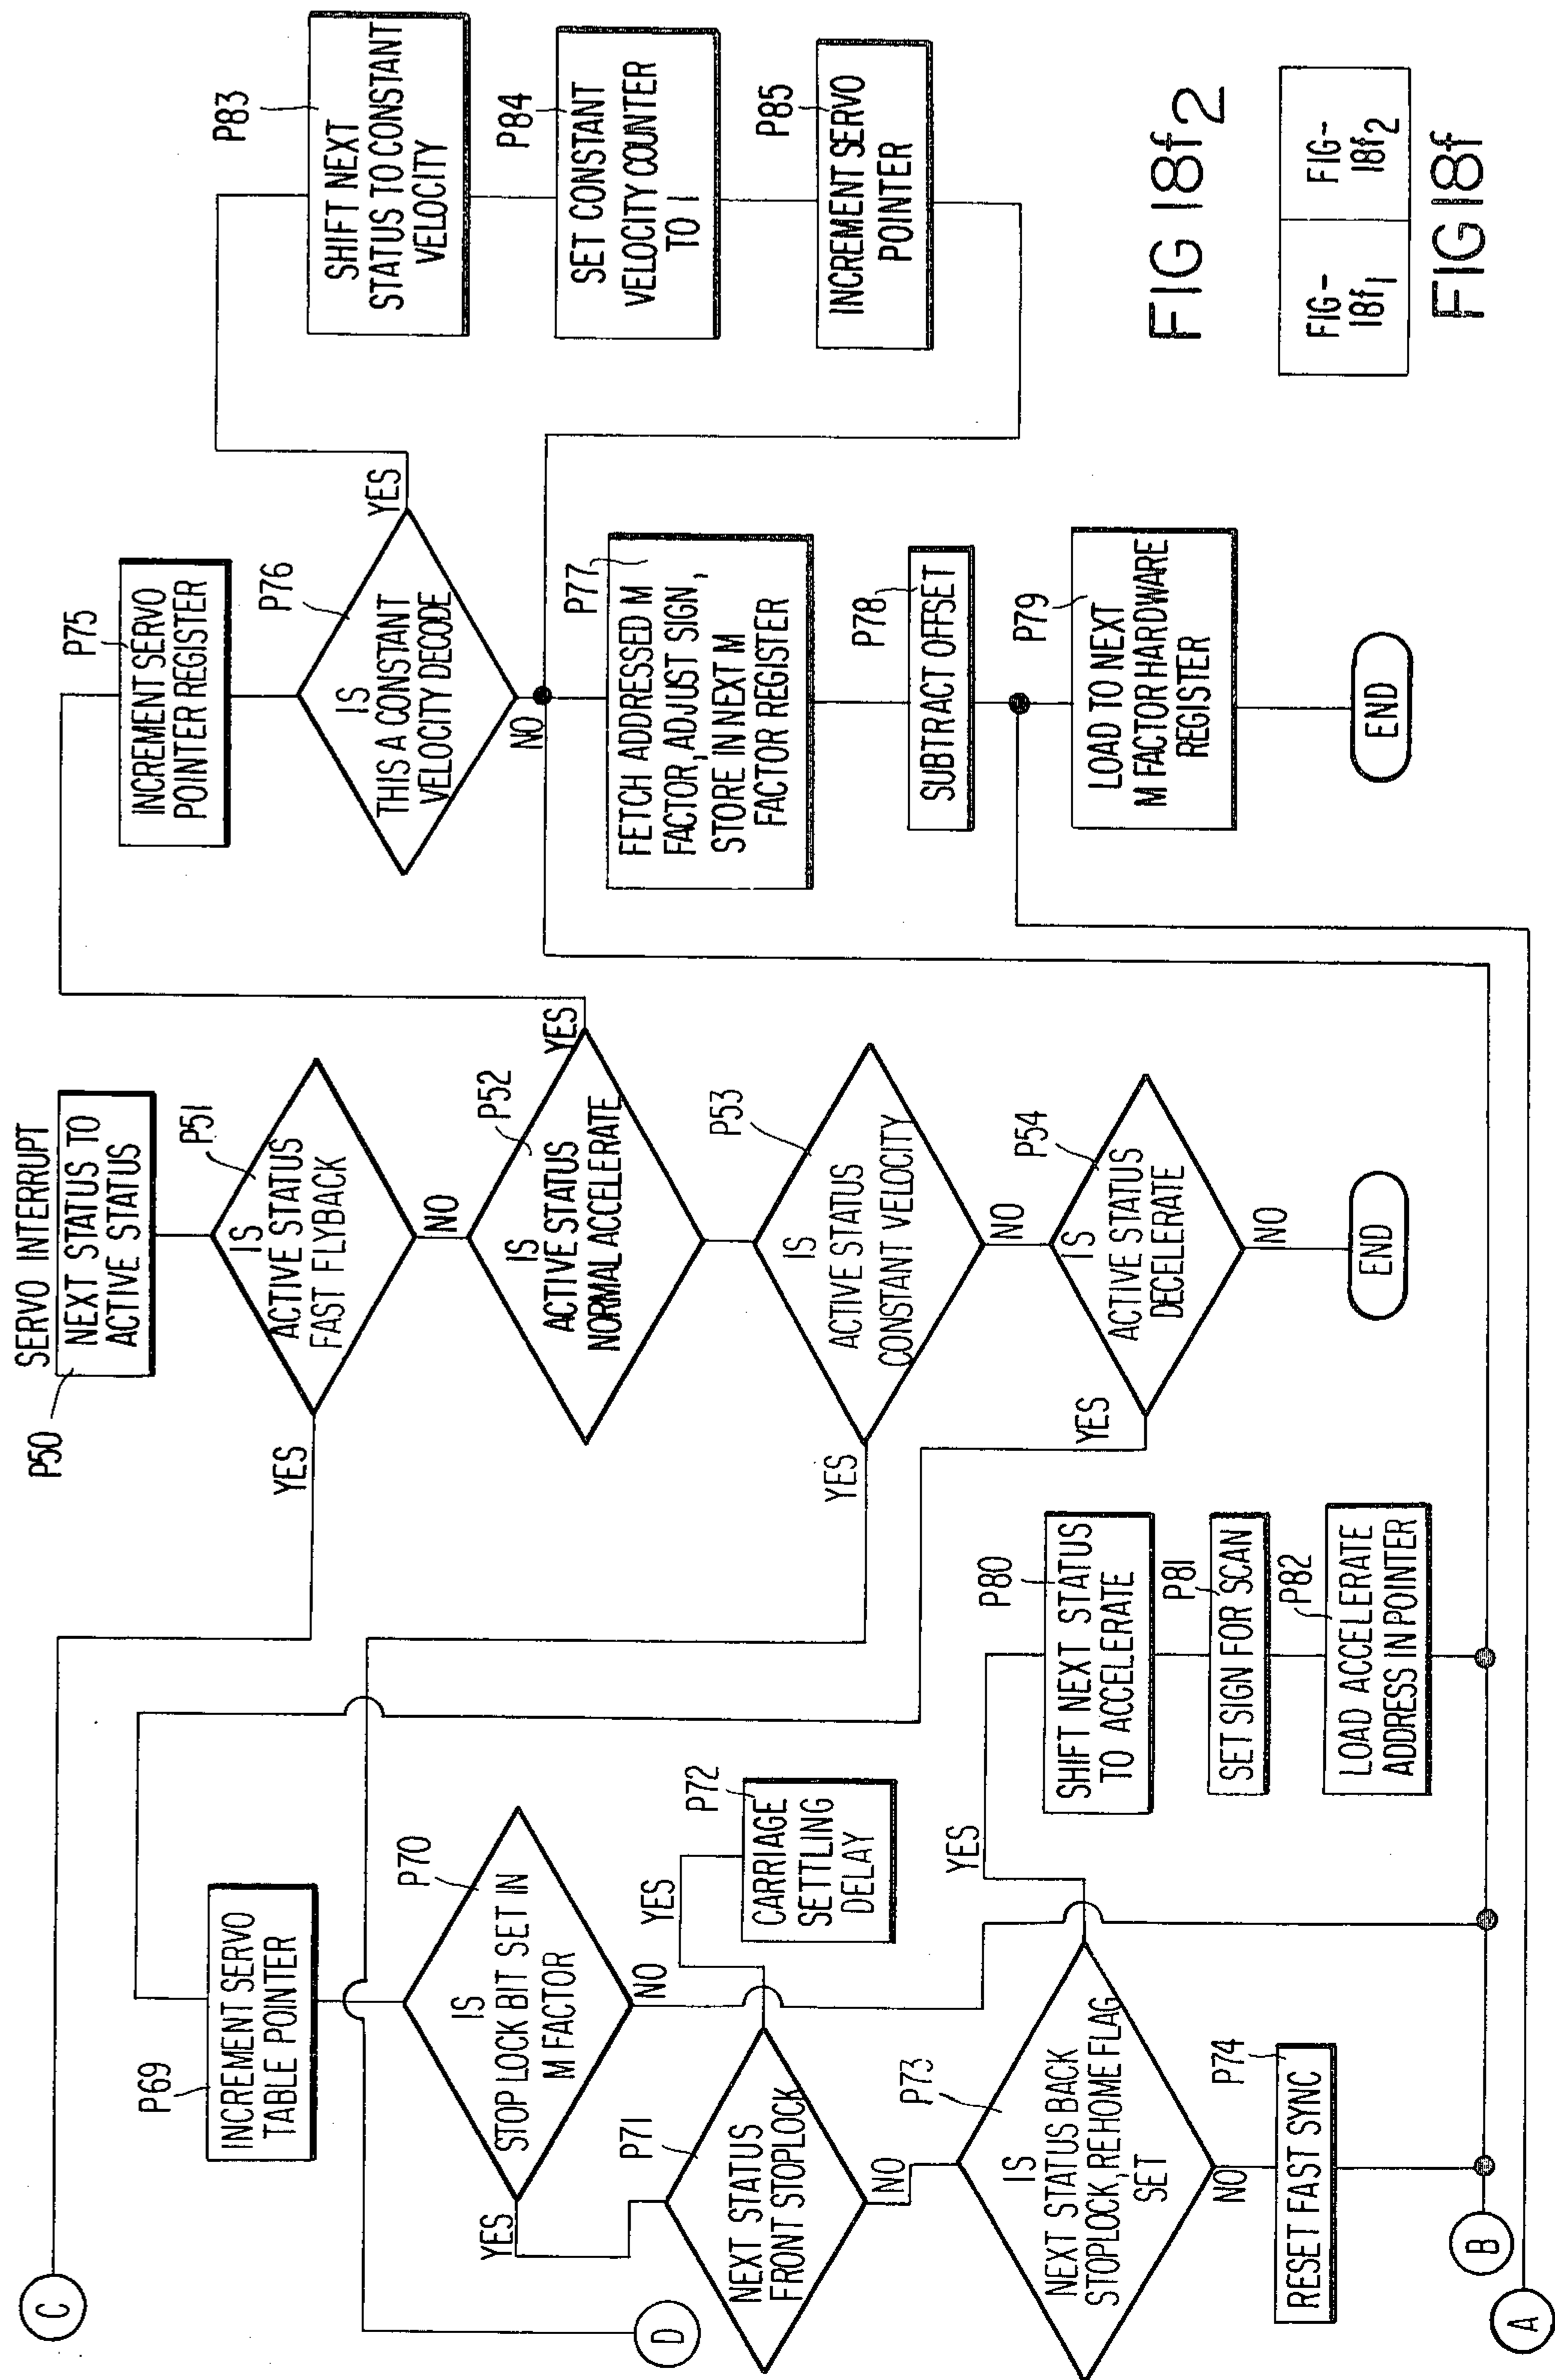 C
P69
INCREMENT SERVO
TABLE POINTER
P70
IS
STOP LOCK BIT SET IN
M FACTOR
YES
NO
D
P71
NEXT STATUS
FRONT STOPLOCK
YES
NO
P72
CARRIAGE
SETTLING
DELAY
P73
IS
NEXT STATUS BACK
STOPLOCK, REHOME FLAG
SET
YES
NO
P74
RESET FAST SYNC
P80
SHIFT NEXT STATUS
TO ACCELERATE
P81
SET SIGN FOR SCAN
P82
LOAD ACCELERATE
ADDRESS IN POINTER
B
A
SERVO INTERRUPT
P50
NEXT STATUS TO
ACTIVE STATUS
P51
IS
ACTIVE STATUS
FAST FLYBACK
YES
NO
P52
IS
ACTIVE STATUS
NORMAL ACCELERATE
YES
P53
IS
ACTIVE STATUS
CONSTANT VELOCITY
YES
NO
P54
IS
ACTIVE STATUS
DECELERATE
YES
NO
END
P75
INCREMENT SERVO
POINTER REGISTER
P76
IS
THIS A CONSTANT
VELOCITY DECODE
YES
NO
P77
FETCH ADDRESSED M
FACTOR, ADJUST SIGN,
STORE IN NEXT M
FACTOR REGISTER
P78
SUBTRACT OFFSET
P79
LOAD TO NEXT
M FACTOR HARDWARE
REGISTER
END
P83
SHIFT NEXT
STATUS TO CONSTANT
VELOCITY
P84
SET CONSTANT
VELOCITY COUNTER
TO 1
P85
INCREMENT SERVO
POINTER
FIG 18f2
FIG-
18f1
FIG-
18f2
FIG 18f